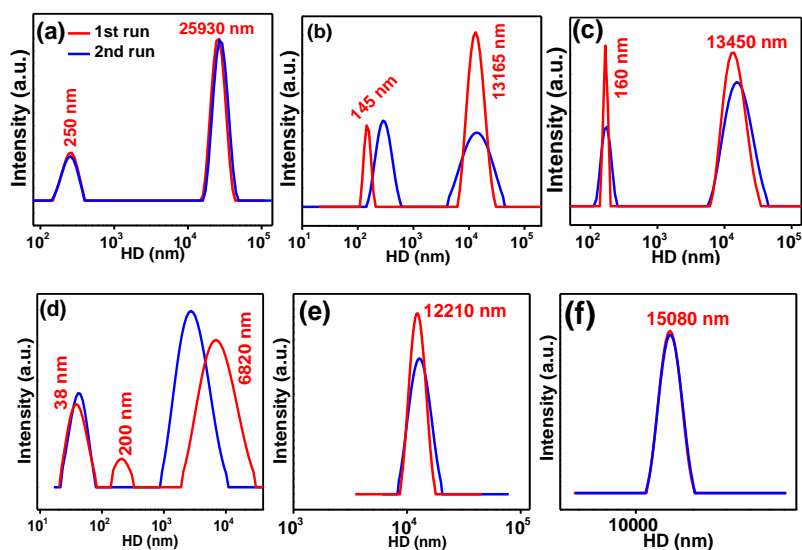 (a)
1st run
2nd run
25930 nm
250 nm
Intensity (a.u.)
10² 10³ 10⁴ 10⁵
HD (nm)
(b)
145 nm
13165 nm
Intensity (a.u.)
10¹ 10² 10³ 10⁴ 10⁵
HD (nm)
(c)
160 nm
13450 nm
Intensity (a.u.)
10² 10³ 10⁴ 10⁵
HD (nm)
(d)
38 nm
200 nm
6820 nm
Intensity (a.u.)
10¹ 10² 10³ 10⁴
HD (nm)
(e)
12210 nm
Intensity (a.u.)
10³ 10⁴ 10⁵
HD (nm)
(f)
15080 nm
Intensity (a.u.)
10000
HD (nm)